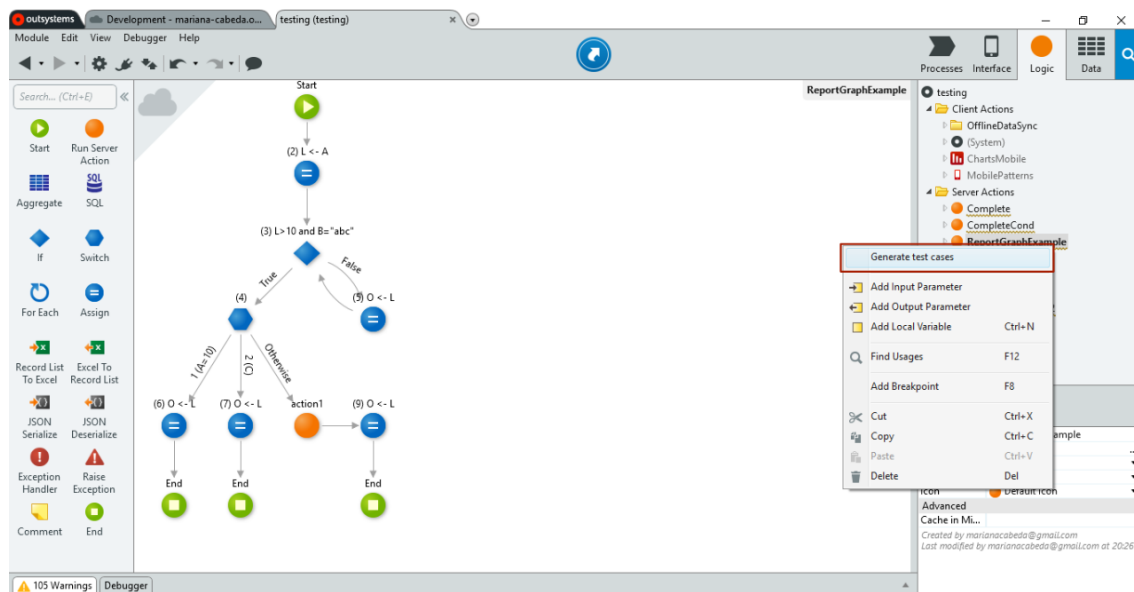 outsystems
Development - mariana-cabeda.o...
testing (testing)
Module Edit View Debugger Help
Processes Interface Logic Data
Search... (Ctrl+E)
Start
Run Server Action
Aggregate
SQL
If
Switch
For Each
Assign
Record List To Excel
Excel To Record List
JSON Serialize
JSON Deserialize
Exception Handler
Raise Exception
Comment
End
ReportGraphExample
Start
(2) L <- A
(3) L>10 and B="abc"
True
False
(4)
(5) O <- L
1 (A=10)
2 (C)
Otherwise
(6) O <- L
(7) O <- L
action1
(9) O <- L
End
End
End
testing
Client Actions
OfflineDataSync
(System)
ChartsMobile
MobilePatterns
Server Actions
Complete
CompleteCond
ReportGraphExample
Generate test cases
Add Input Parameter
Add Output Parameter
Add Local Variable Ctrl+N
Find Usages F12
Add Breakpoint F8
Cut Ctrl+X
Copy Ctrl+C
Paste Ctrl+V
Delete Del
ample
Icon Default Icon
Advanced
Cache in Mi...
Created by marianacabeda@gmail.com
Last modified by marianacabeda@gmail.com at 20:26
105 Warnings Debugger